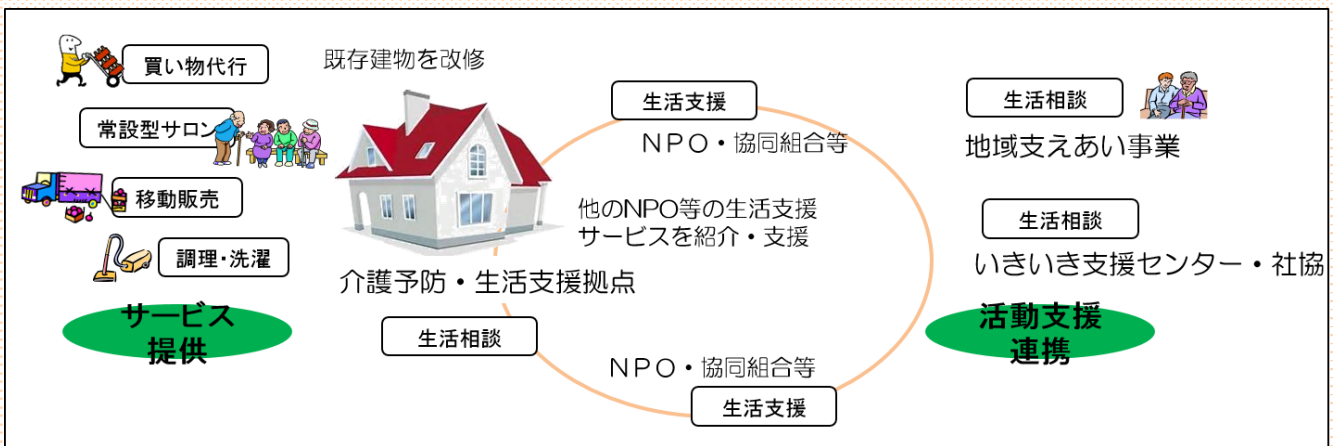 買い物代行
常設型サロン
移動販売
調理・洗濯
サービス
提供
既存建物を改修
介護予防・生活支援拠点
生活相談
生活支援
NPO・協同組合等
他のNPO等の生活支援
サービスを紹介・支援
NPO・協同組合等
生活支援
生活相談
地域支えあい事業
生活相談
いきいき支援センター・社協
活動支援
連携